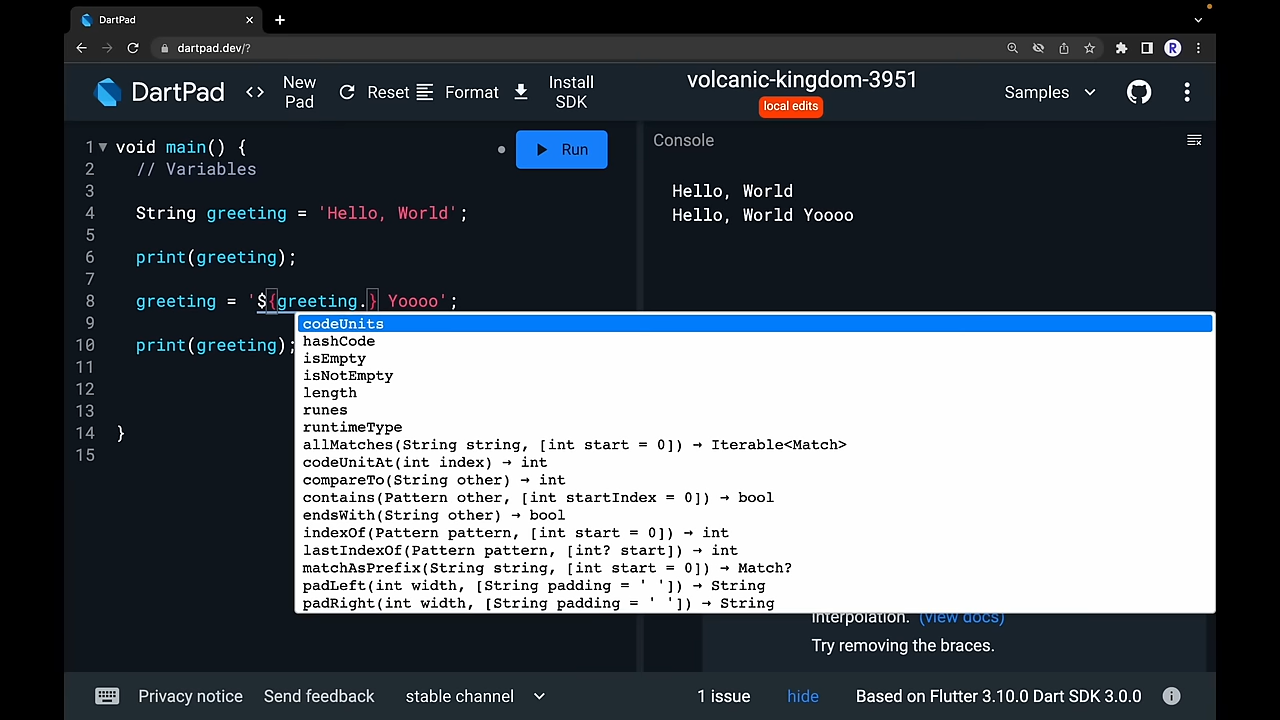 DartPad
dartpad.dev/?
R
DartPad
<> New Pad
Reset
Format
Install SDK
volcanic-kingdom-3951
local edits
Samples
1 void main() {
2 // Variables
3
4 String greeting = 'Hello, World';
5
6 print(greeting);
7
8 greeting = '${greeting.} Yoooo';
9
10 print(greeting);
11
12
13
14 }
15
Run
codeUnits
hashCode
isEmpty
isNotEmpty
length
runes
runtimeType
allMatches(String string, [int start = 0]) → Iterable<Match>
codeUnitAt(int index) → int
compareTo(String other) → int
contains(Pattern other, [int startIndex = 0]) → bool
endsWith(String other) → bool
indexOf(Pattern pattern, [int start = 0]) → int
lastIndexOf(Pattern pattern, [int? start]) → int
matchAsPrefix(String string, [int start = 0]) → Match?
padLeft(int width, [String padding = ' ']) → String
padRight(int width, [String padding = ' ']) → String
Console
Hello, World
Hello, World Yoooo
interpolation. (view docs)
Try removing the braces.
Privacy notice
Send feedback
stable channel
1 issue
hide
Based on Flutter 3.10.0 Dart SDK 3.0.0